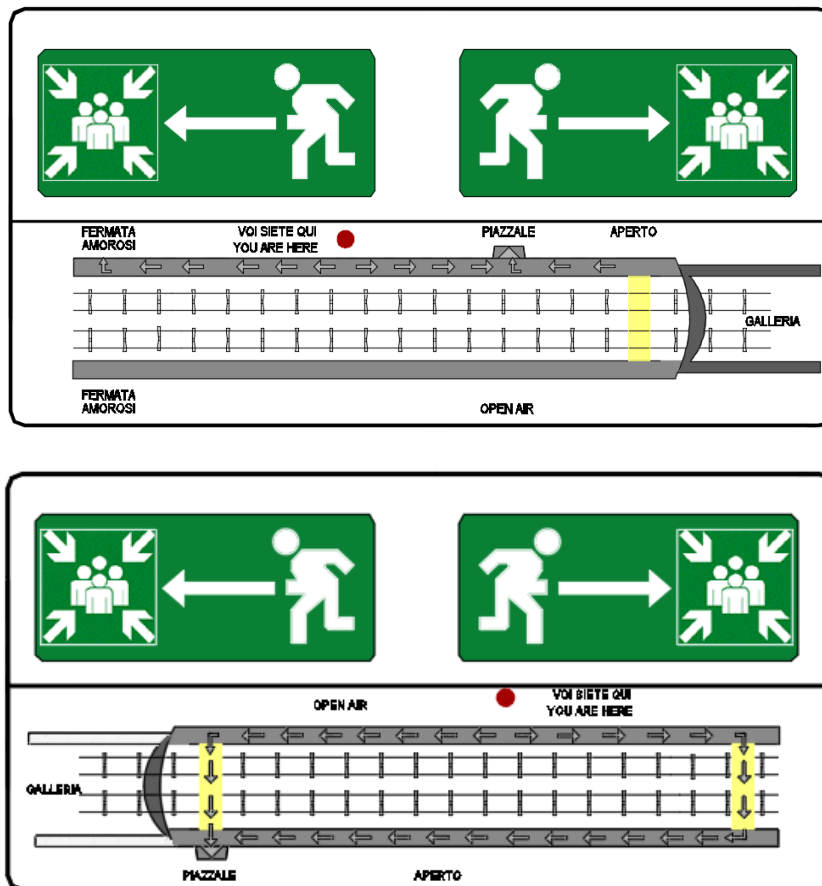 FERMATA
AMOROSI
VOI SIETE QUI
YOU ARE HERE
PIAZZALE
APERTO
GALLERIA
FERMATA
AMOROSI
OPEN AIR
OPEN AIR
VOI SIETE QUI
YOU ARE HERE
GALLERIA
PIAZZALE
APERTO